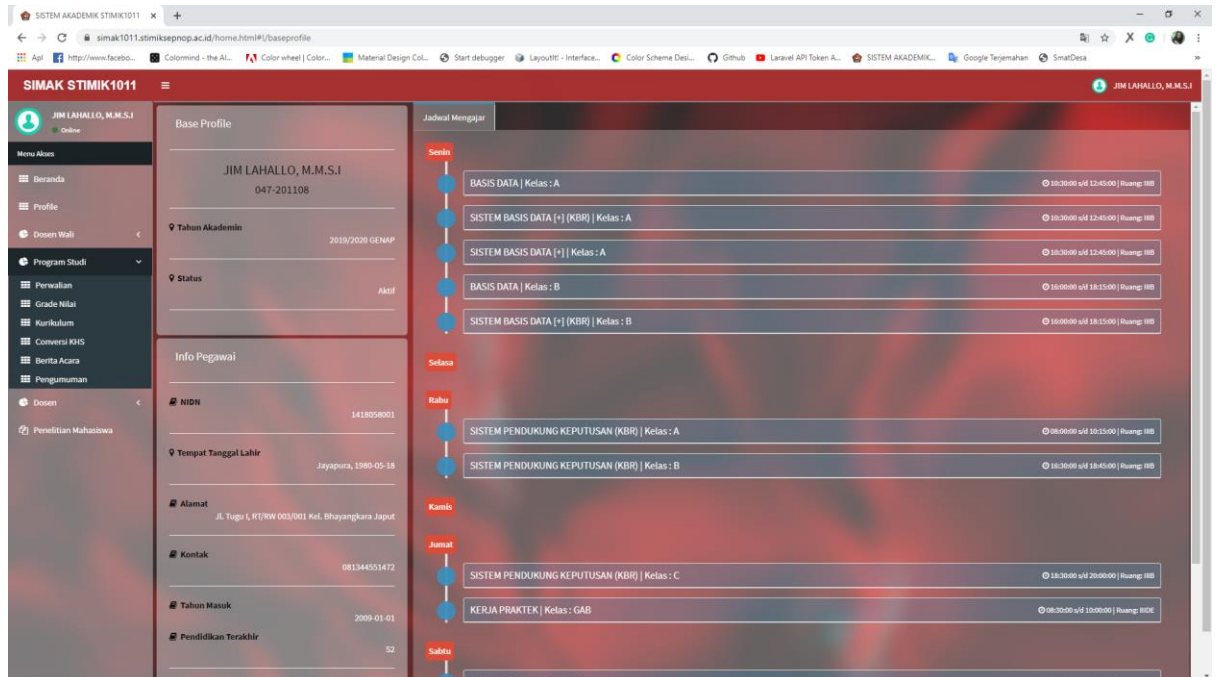 SISTEM AKADEMIK STIMIK1011
simak1011.stimiksepnop.ac.id/home.html#!/baseprofile
Apl http://www.facebo... Colormind - the AI... Color wheel | Color... Material Design Col... Start debugger LayoutIt! - Interface... Color Scheme Desi... Github Laravel API Token A... SISTEM AKADEMIK... Google Terjemahan SmatDesa
SIMAK STIMIK1011
JIM LAHALLO, M.M.S.I
JIM LAHALLO, M.M.S.I
Online
Menu Akses
Beranda
Profile
Dosen Wali
Program Studi
Perwalian
Grade Nilai
Kurikulum
Conversi KHS
Berita Acara
Pengumuman
Dosen
Penelitian Mahasiswa
Base Profile
JIM LAHALLO, M.M.S.I
047-201108
Tahun Akademin
2019/2020 GENAP
Status
Aktif
Info Pegawai
NIDN
1418058001
Tempat Tanggal Lahir
Jayapura, 1980-05-18
Alamat
Jl. Tugu I, RT/RW 003/001 Kel. Bhayangkara Japut
Kontak
081344551472
Tahun Masuk
2009-01-01
Pendidikan Terakhir
S2
Jadwal Mengajar
Senin
BASIS DATA | Kelas : A 10:30:00 s/d 12:45:00 | Ruang: IIIB
SISTEM BASIS DATA [+] (KBR) | Kelas : A 10:30:00 s/d 12:45:00 | Ruang: IIIB
SISTEM BASIS DATA [+] | Kelas : A 10:30:00 s/d 12:45:00 | Ruang: IIIB
BASIS DATA | Kelas : B 16:00:00 s/d 18:15:00 | Ruang: IIIB
SISTEM BASIS DATA [+] (KBR) | Kelas : B 16:00:00 s/d 18:15:00 | Ruang: IIIB
Selasa
Rabu
SISTEM PENDUKUNG KEPUTUSAN (KBR) | Kelas : A 08:00:00 s/d 10:15:00 | Ruang: IIIB
SISTEM PENDUKUNG KEPUTUSAN (KBR) | Kelas : B 16:30:00 s/d 18:45:00 | Ruang: IIIB
Kamis
Jumat
SISTEM PENDUKUNG KEPUTUSAN (KBR) | Kelas : C 18:30:00 s/d 20:00:00 | Ruang: IIIB
KERJA PRAKTEK | Kelas : GAB 08:30:00 s/d 10:00:00 | Ruang:
Sabtu